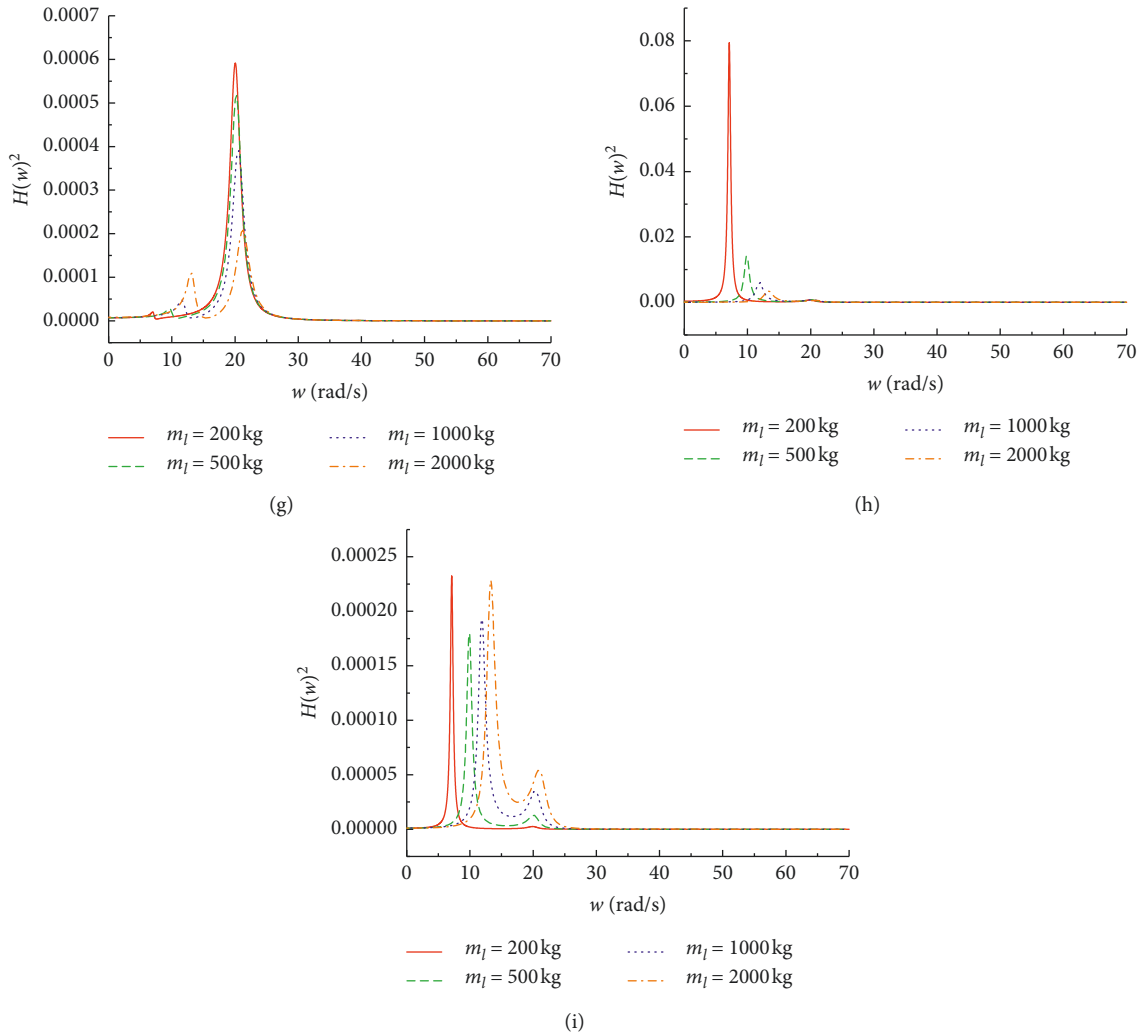 0.0007
0.0006
0.0005
0.0004
0.0003
0.0002
0.0001
0.0000
H(w)²
0 10 20 30 40 50 60 70
w (rad/s)
m_l = 200 kg
m_l = 1000 kg
m_l = 500 kg
m_l = 2000 kg
(g)
0.08
0.06
0.04
0.02
0.00
H(w)²
0 10 20 30 40 50 60 70
w (rad/s)
m_l = 200 kg
m_l = 1000 kg
m_l = 500 kg
m_l = 2000 kg
(h)
0.00025
0.00020
0.00015
0.00010
0.00005
0.00000
H(w)²
0 10 20 30 40 50 60 70
w (rad/s)
m_l = 200 kg
m_l = 1000 kg
m_l = 500 kg
m_l = 2000 kg
(i)